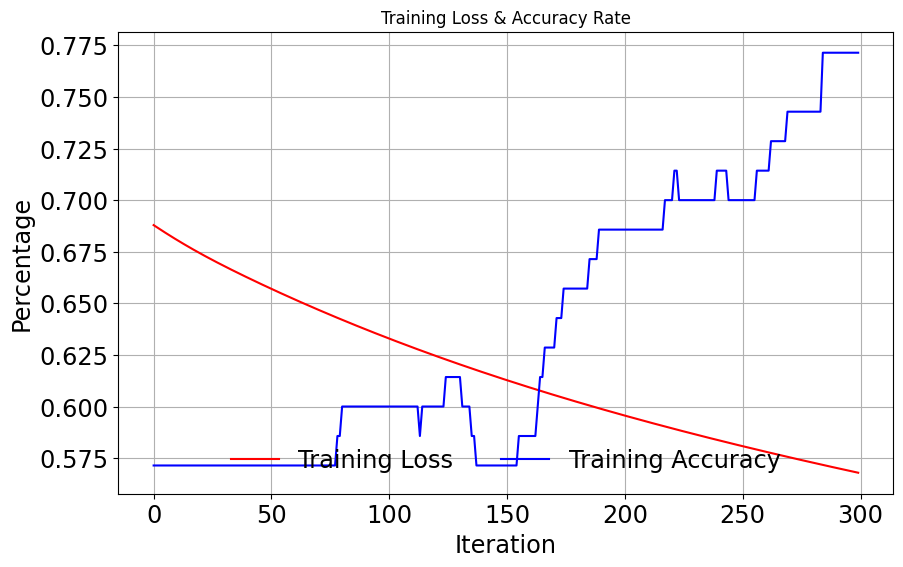 Training Loss & Accuracy Rate
Percentage
0.775
0.750
0.725
0.700
0.675
0.650
0.625
0.600
0.575
Training Loss
Training Accuracy
0 50 100 150 200 250 300
Iteration